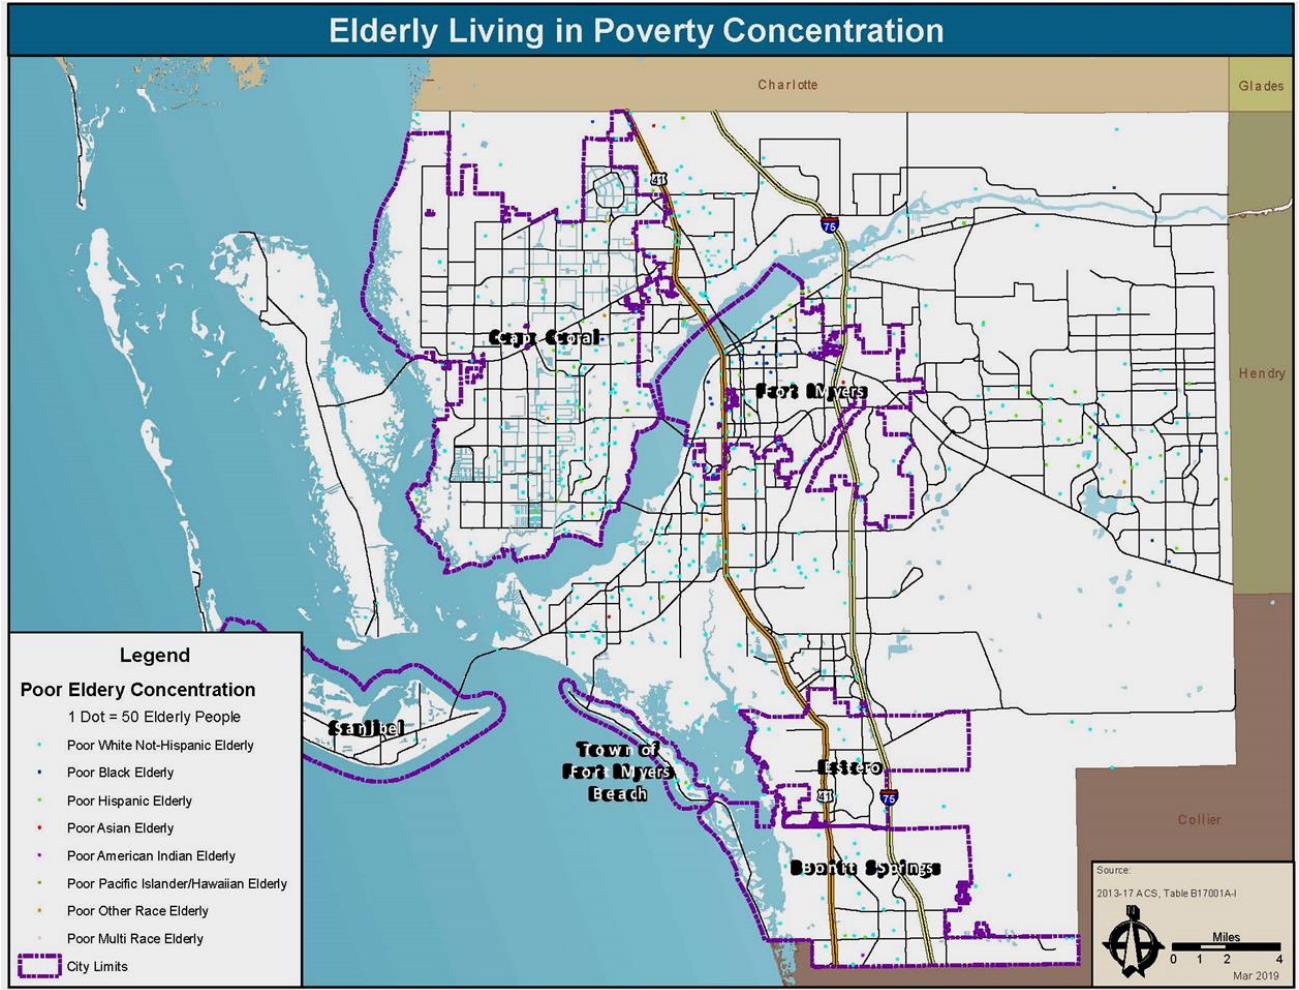 Elderly Living in Poverty Concentration
Charlotte
Glades
41
75
Cape Coral
Fort Myers
Hendry
Legend
Poor Eldery Concentration
1 Dot = 50 Elderly People
Poor White Not-Hispanic Elderly
Poor Black Elderly
Poor Hispanic Elderly
Poor Asian Elderly
Poor American Indian Elderly
Poor Pacific Islander/Hawaiian Elderly
Poor Other Race Elderly
Poor Multi Race Elderly
City Limits
Sanibel
Town of
Fort Myers
Beach
Estero
41
75
Bonita Springs
Collier
Source:
2013-17 ACS, Table B17001A-I
Miles
0 1 2 4
Mar 2019